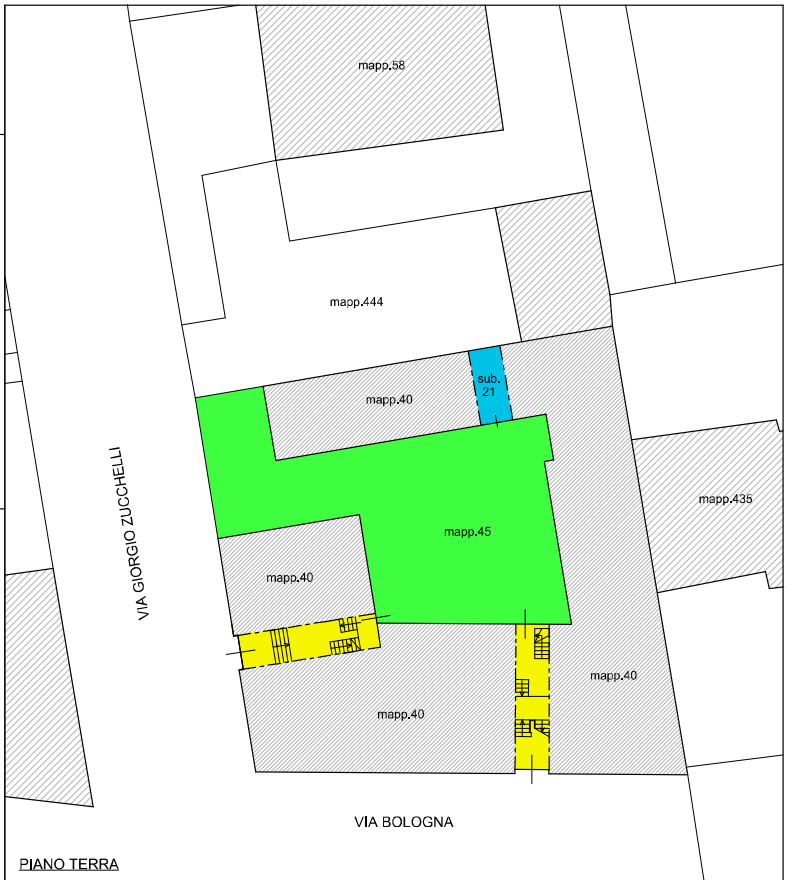 mapp.58
mapp.444
sub.
21
mapp.40
VIA GIORGIO ZUCCHELLI
mapp.435
mapp.45
mapp.40
mapp.40
mapp.40
VIA BOLOGNA
PIANO TERRA